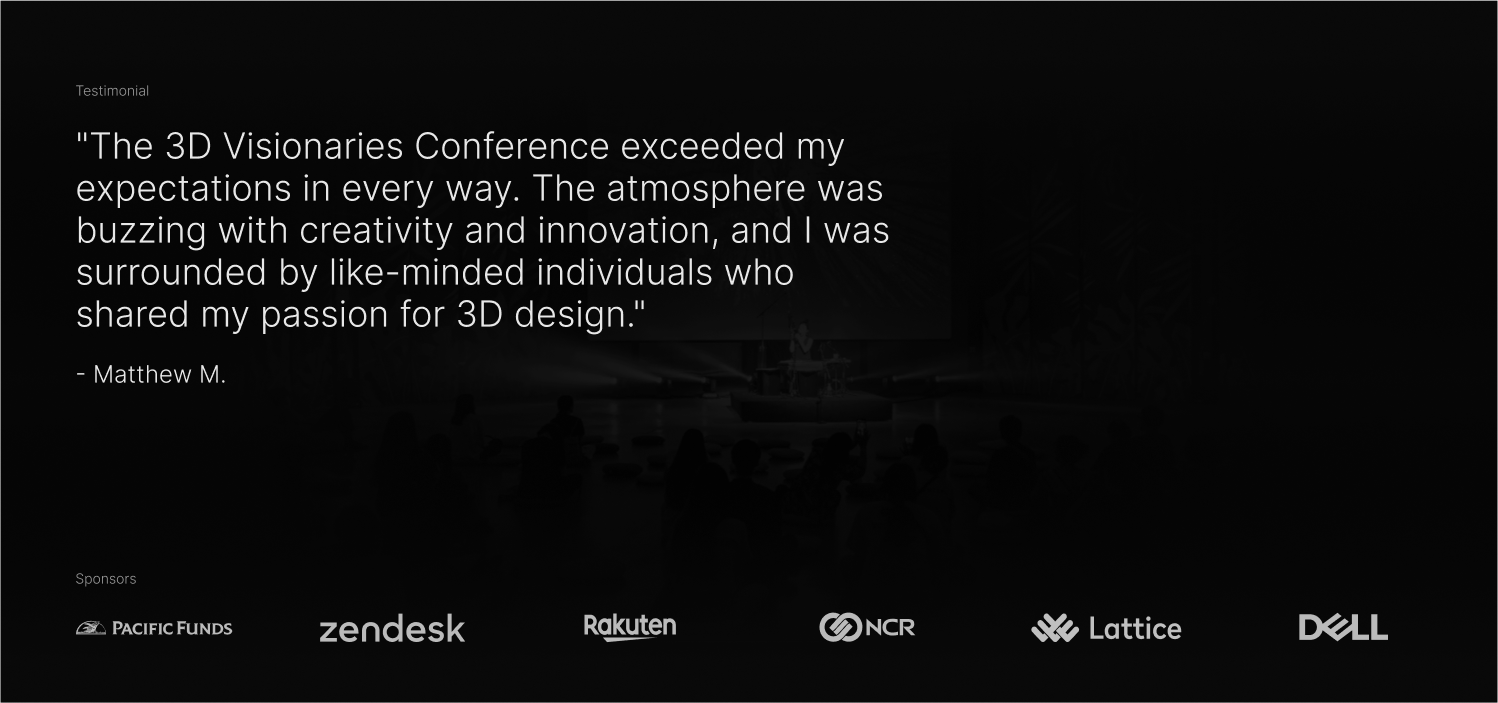 Testimonial
"The 3D Visionaries Conference exceeded my
expectations in every way. The atmosphere was
buzzing with creativity and innovation, and I was
surrounded by like-minded individuals who
shared my passion for 3D design."
- Matthew M.
Sponsors
PACIFIC FUNDS zendesk Rakuten NCR Lattice DELL